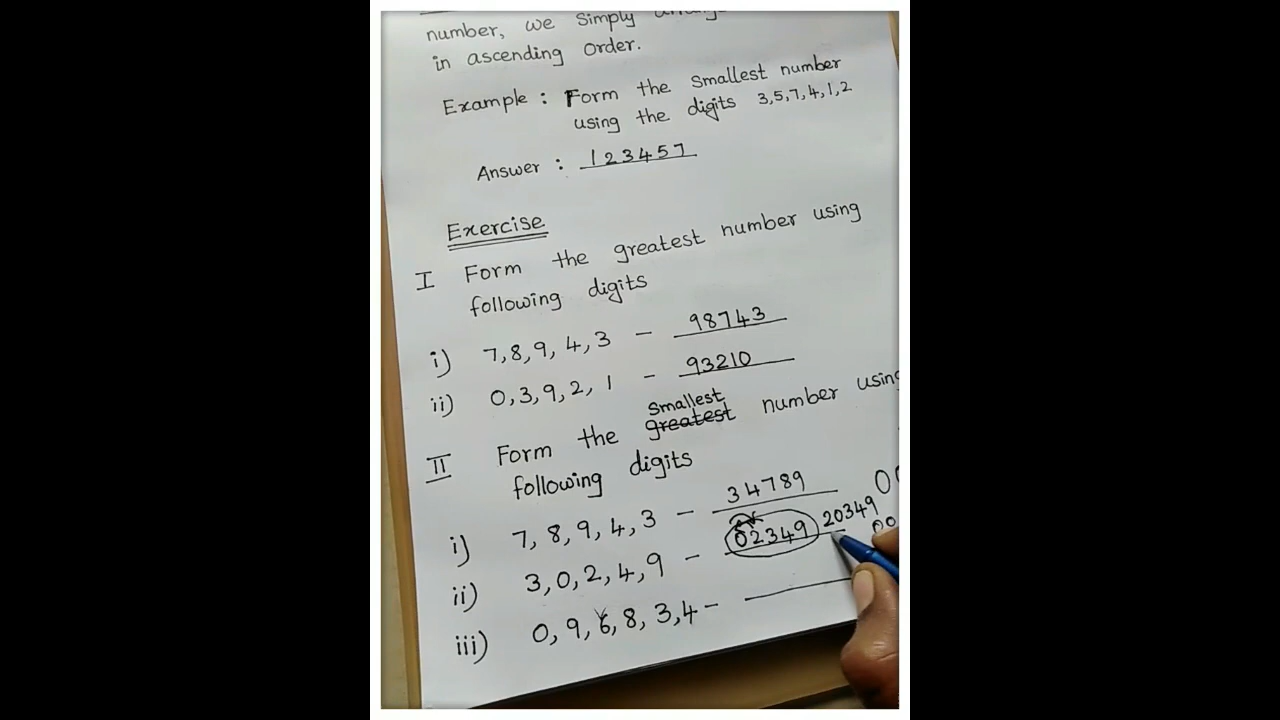 number, we simply
in ascending order.
Example : Form the smallest number
using the digits 3,5,7,4,1,2
Answer : 123457
Exercise
I Form the greatest number using
following digits
i) 7,8,9,4,3 - 98743
ii) 0,3,9,2,1 - 93210
smallest
II Form the greatest number using
following digits
i) 7,8,9,4,3 - 34789
ii) 3,0,2,4,9 - 02349 20349
iii) 0,9,6,8,3,4 -